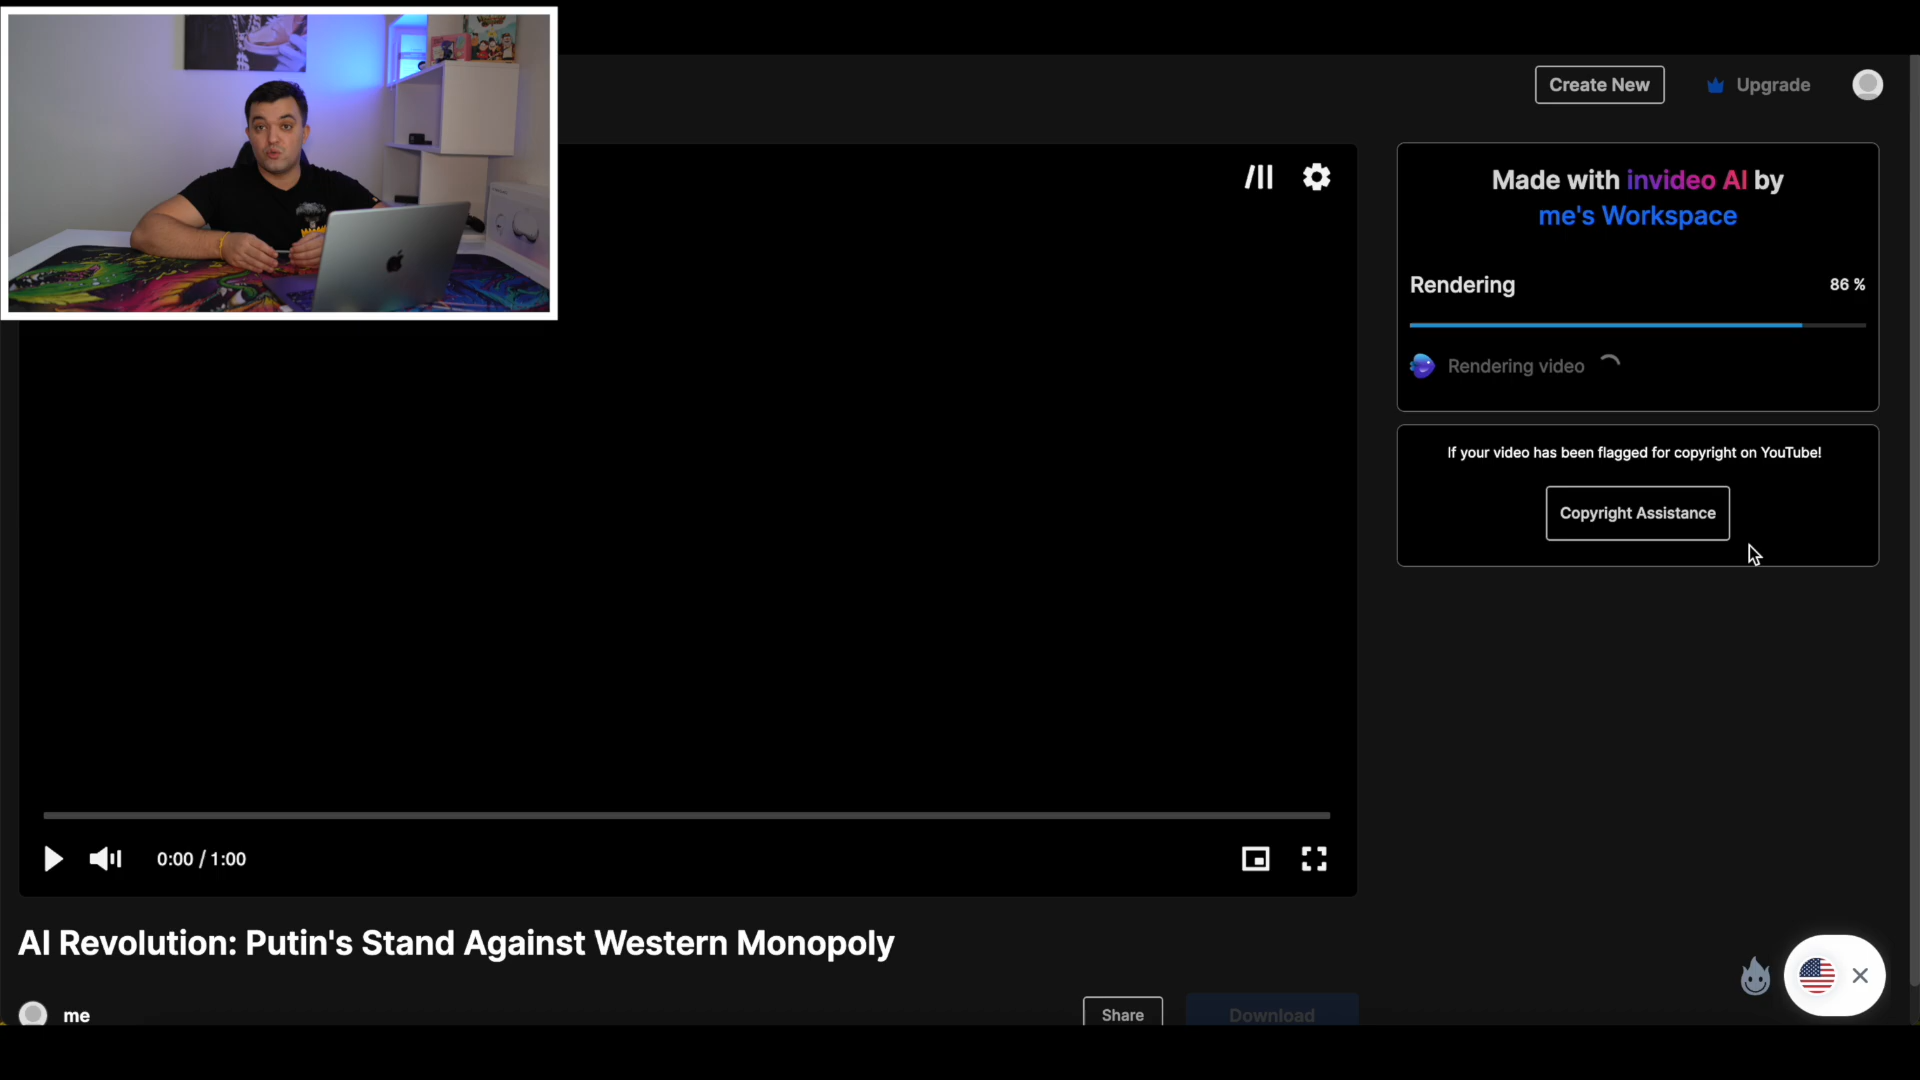 Create New
Upgrade
Made with invideo AI by
me's Workspace
Rendering
86 %
Rendering video
If your video has been flagged for copyright on YouTube!
Copyright Assistance
0:00 / 1:00
AI Revolution: Putin's Stand Against Western Monopoly
me
Share
Download